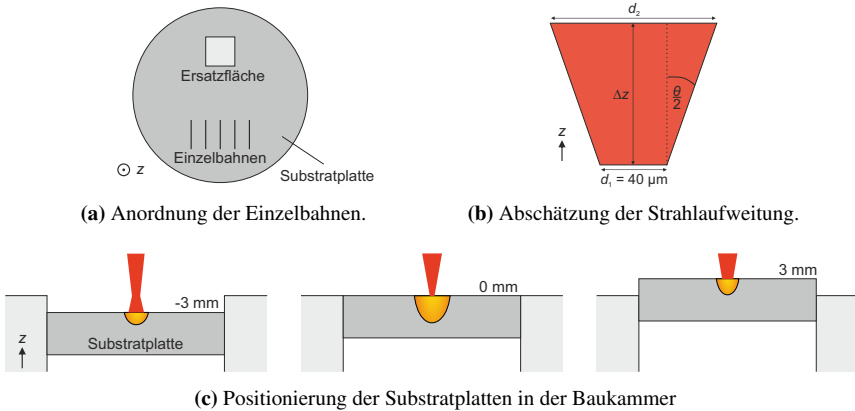 Ersatzfläche
Einzelbahnen
Substratplatte
z
(a) Anordnung der Einzelbahnen.
d₂
Δz
θ/2
z
d₁ = 40 µm
(b) Abschätzung der Strahlaufweitung.
-3 mm
Substratplatte
z
0 mm
3 mm
(c) Positionierung der Substratplatten in der Baukammer